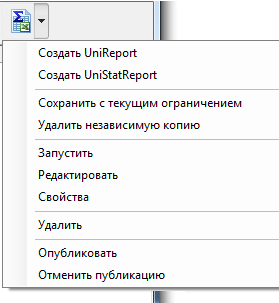 Создать UniReport
Создать UniStatReport
Сохранить с текущим ограничением
Удалить независимую копию
Запустить
Редактировать
Свойства
Удалить
Опубликовать
Отменить публикацию